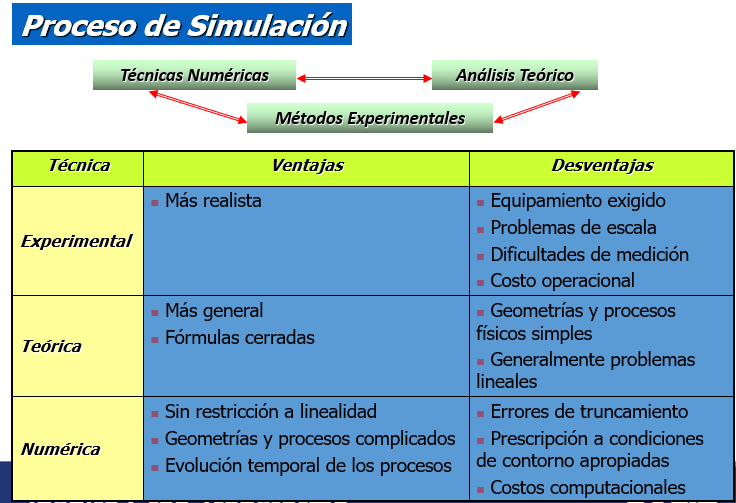 Proceso de Simulación
Técnicas Numéricas
Análisis Teórico
Métodos Experimentales
Técnica
Ventajas
Desventajas
Experimental
Más realista
Equipamiento exigido
Problemas de escala
Dificultades de medición
Costo operacional
Teórica
Más general
Fórmulas cerradas
Geometrías y procesos
físicos simples
Generalmente problemas
lineales
Numérica
Sin restricción a linealidad
Geometrías y procesos complicados
Evolución temporal de los procesos
Errores de truncamiento
Prescripción a condiciones
de contorno apropiadas
Costos computacionales